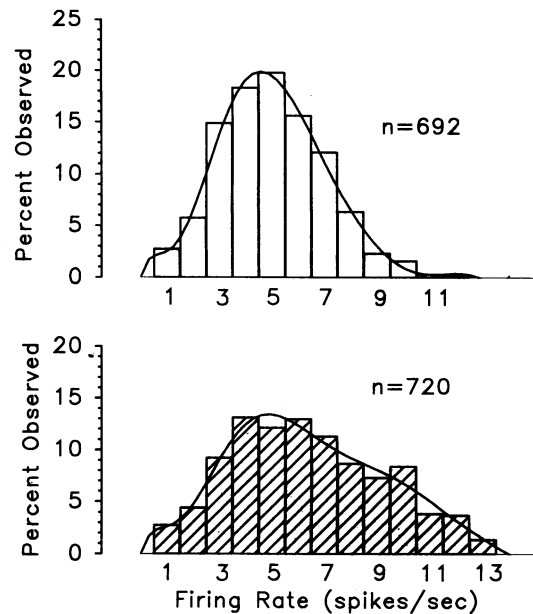 Percent Observed
25
20
15
10
5
0
n=692
1 3 5 7 9 11
Percent Observed
20
15
10
5
0
n=720
1 3 5 7 9 11 13
Firing Rate (spikes/sec)